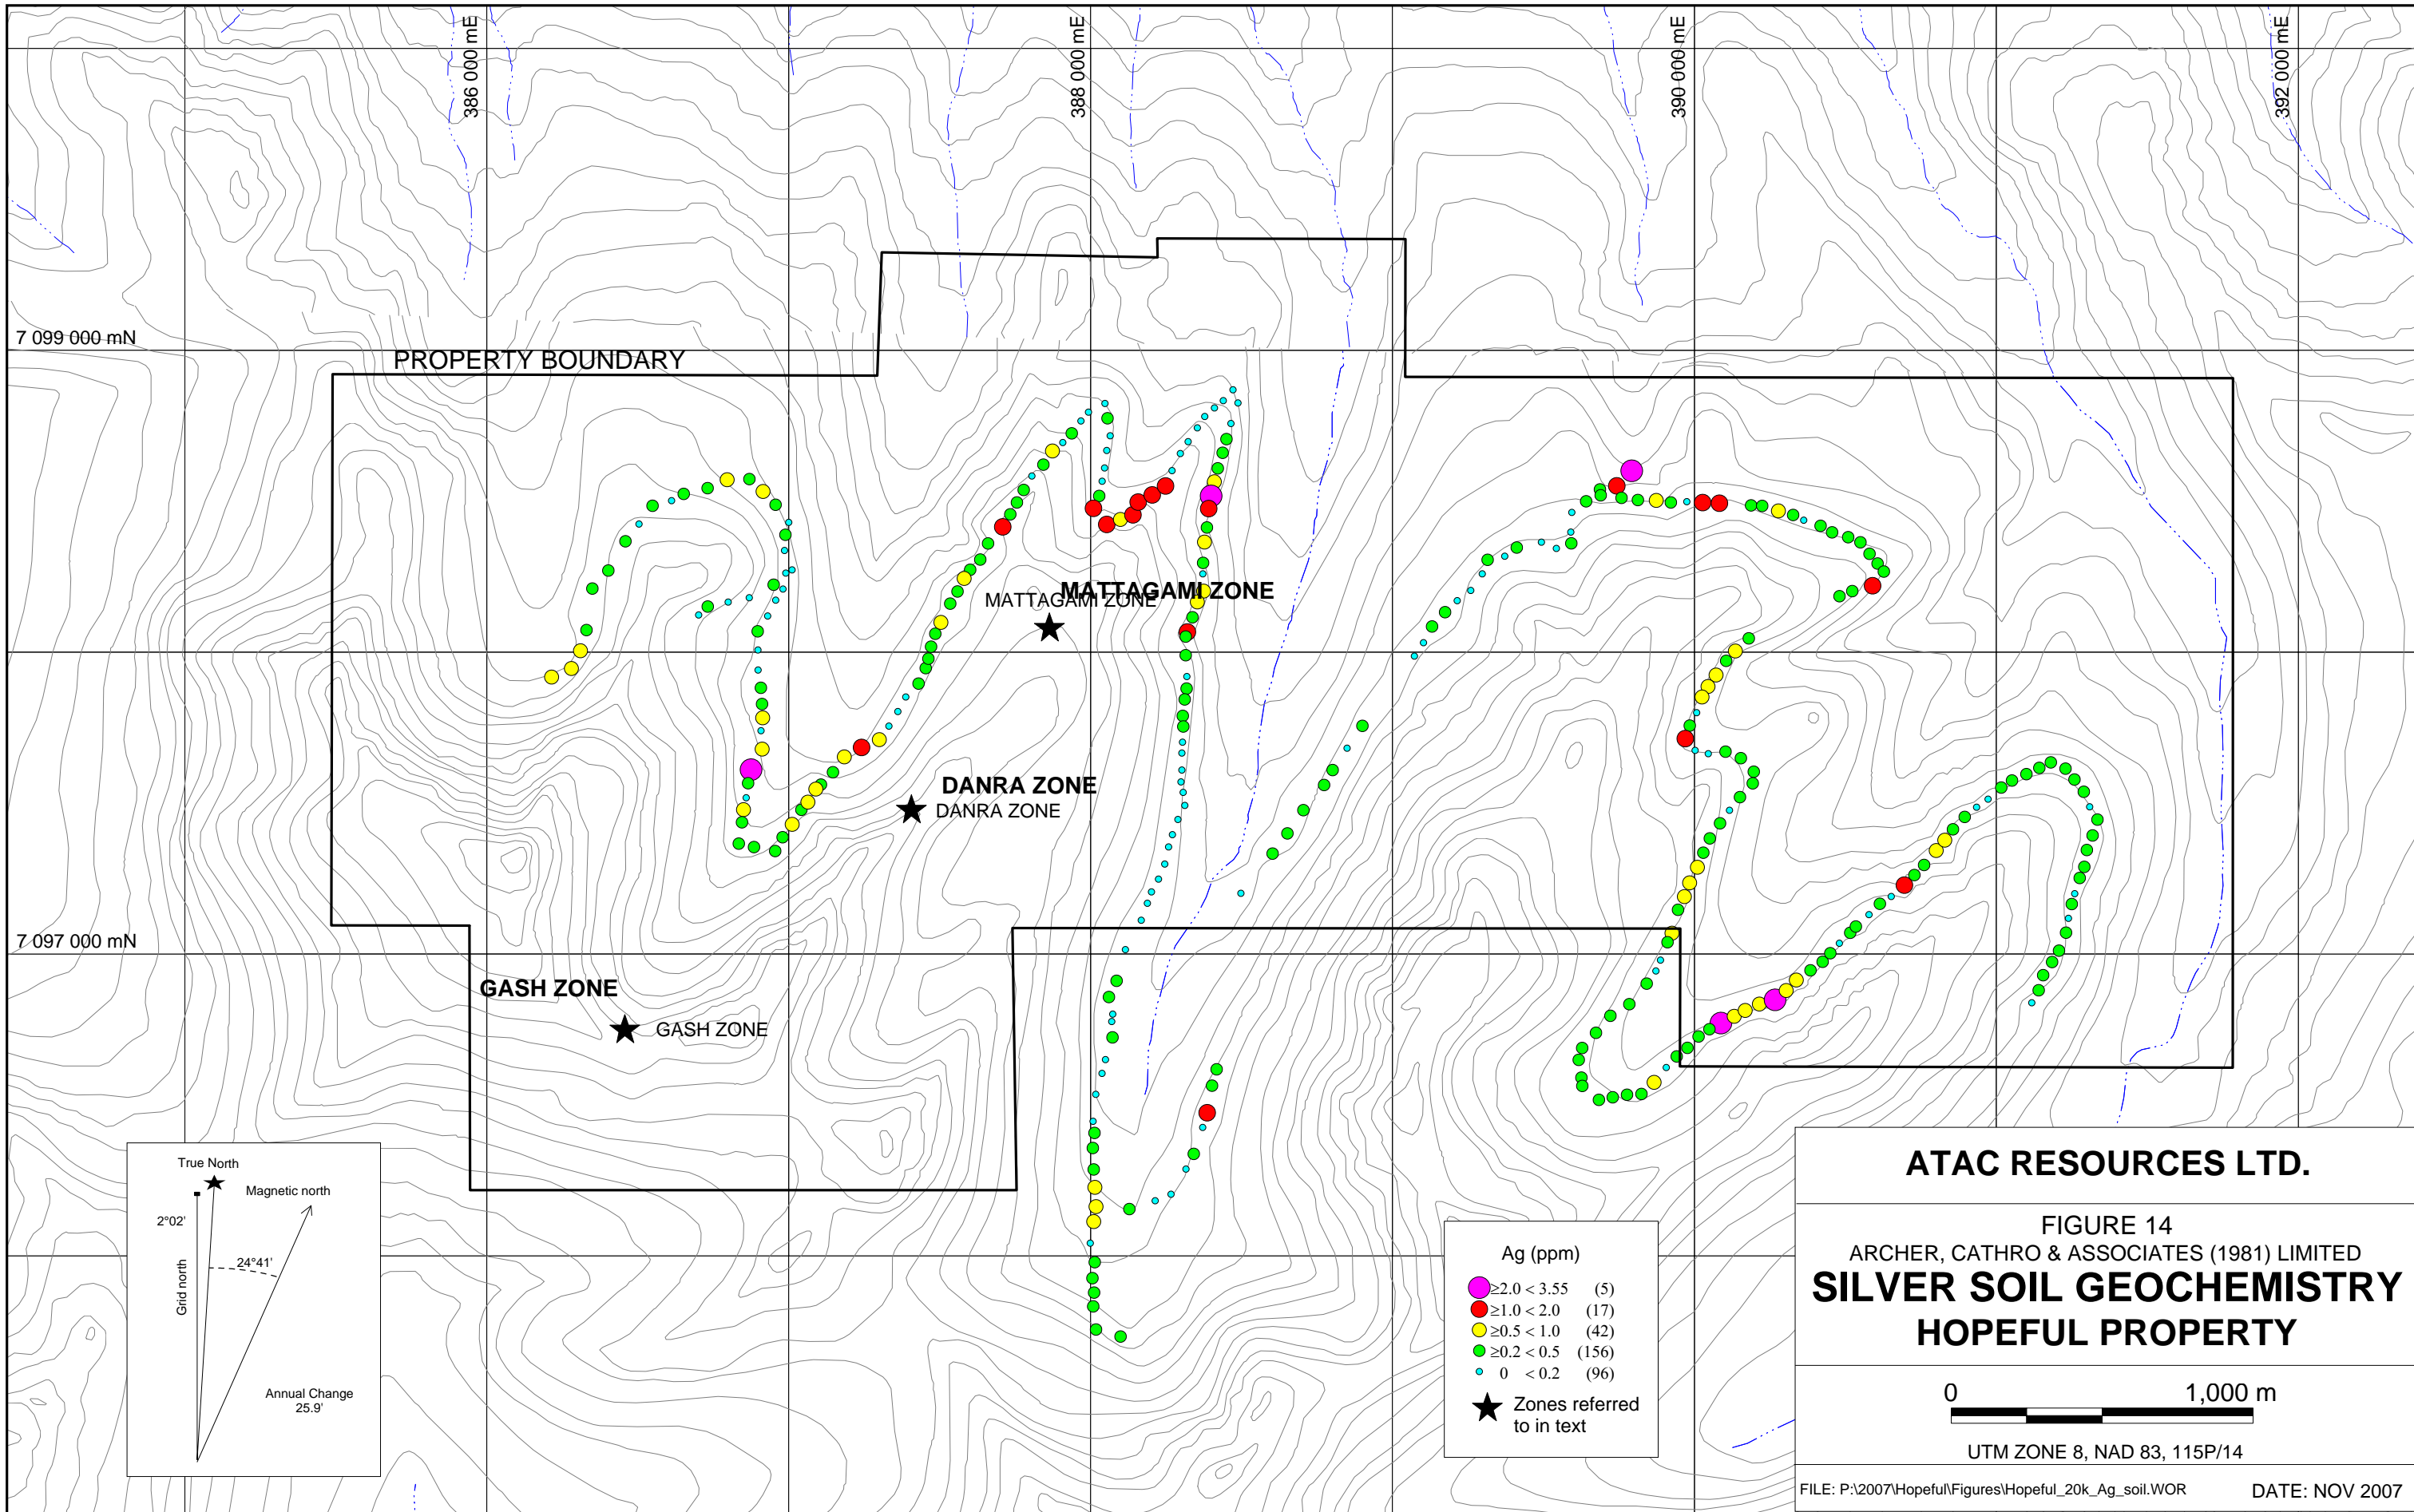 386 000 mE
388 000 mE
390 000 mE
392 000 mE
7 099 000 mN
PROPERTY BOUNDARY
MATTAGAMI ZONE
MATTAGAMI ZONE
DANRA ZONE
DANRA ZONE
7 097 000 mN
GASH ZONE
GASH ZONE
True North
Magnetic north
2°02'
24°41'
Grid north
Annual Change
25.9'
Ag (ppm)
≥2.0 < 3.55 (5)
≥1.0 < 2.0 (17)
≥0.5 < 1.0 (42)
≥0.2 < 0.5 (156)
0 < 0.2 (96)
Zones referred
to in text
ATAC RESOURCES LTD.
FIGURE 14
ARCHER, CATHRO & ASSOCIATES (1981) LIMITED
SILVER SOIL GEOCHEMISTRY
HOPEFUL PROPERTY
0 1,000 m
UTM ZONE 8, NAD 83, 115P/14
FILE: P:\2007\Hopeful\Figures\Hopeful_20k_Ag_soil.WOR DATE: NOV 2007